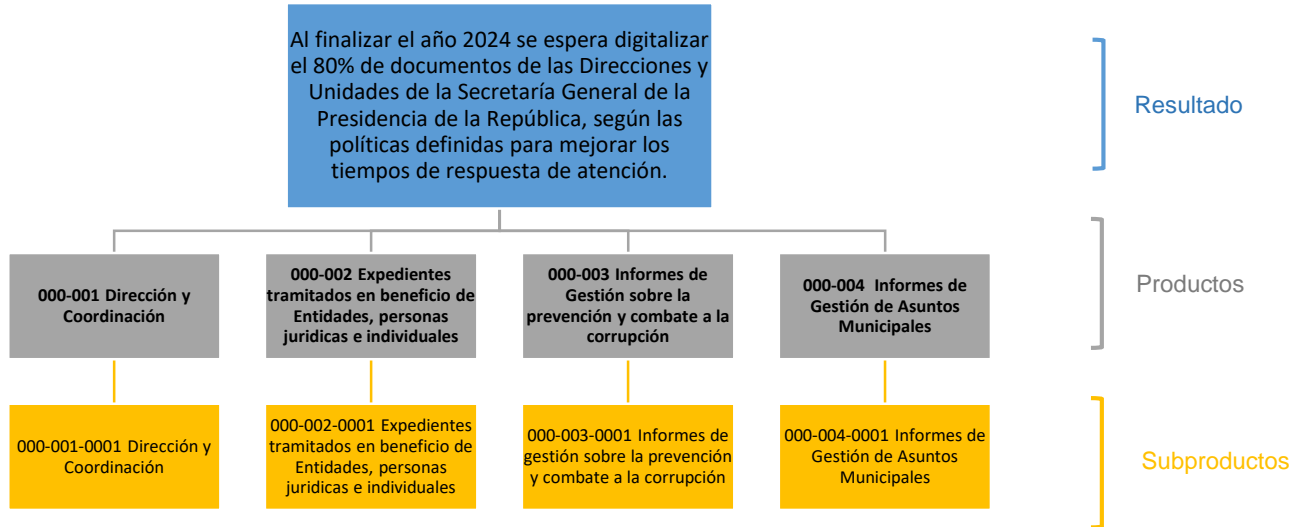 Al finalizar el año 2024 se espera digitalizar
el 80% de documentos de las Direcciones y
Unidades de la Secretaría General de la
Presidencia de la República, según las
políticas definidas para mejorar los
tiempos de respuesta de atención.
Resultado
000-001 Dirección y
Coordinación
000-002 Expedientes
tramitados en beneficio de
Entidades, personas
juridicas e individuales
000-003 Informes de
Gestión sobre la
prevención y combate a la
corrupción
000-004 Informes de
Gestión de Asuntos
Municipales
Productos
000-001-0001 Dirección y
Coordinación
000-002-0001 Expedientes
tramitados en beneficio de
Entidades, personas
juridicas e individuales
000-003-0001 Informes de
gestión sobre la prevención
y combate a la corrupción
000-004-0001 Informes de
Gestión de Asuntos
Municipales
Subproductos